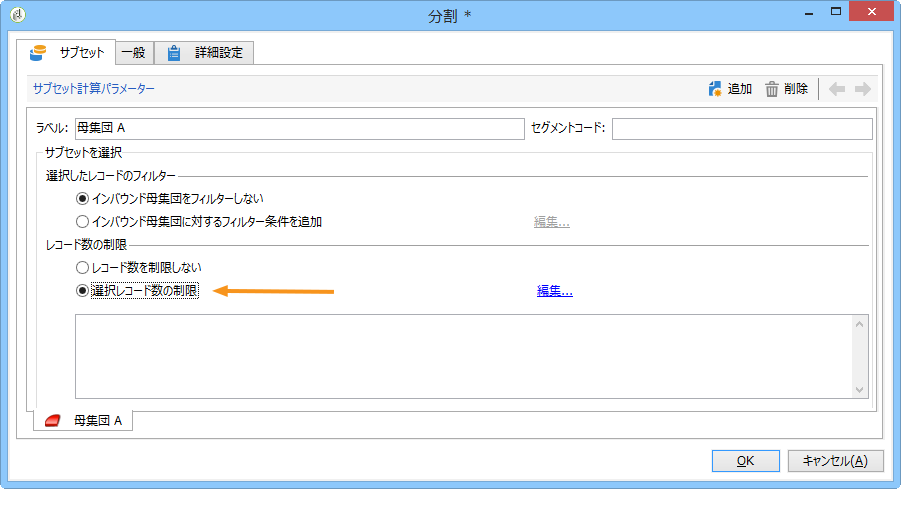 分割 *
サブセット 一般 詳細設定
サブセット計算パラメーター 追加 削除
ラベル: 母集団 A セグメントコード:
サブセットを選択
選択したレコードのフィルター
インバウンド母集団をフィルターしない
インバウンド母集団に対するフィルター条件を追加 編集...
レコード数の制限
レコード数を制限しない
選択レコード数の制限 編集...
母集団 A
OK キャンセル(A)